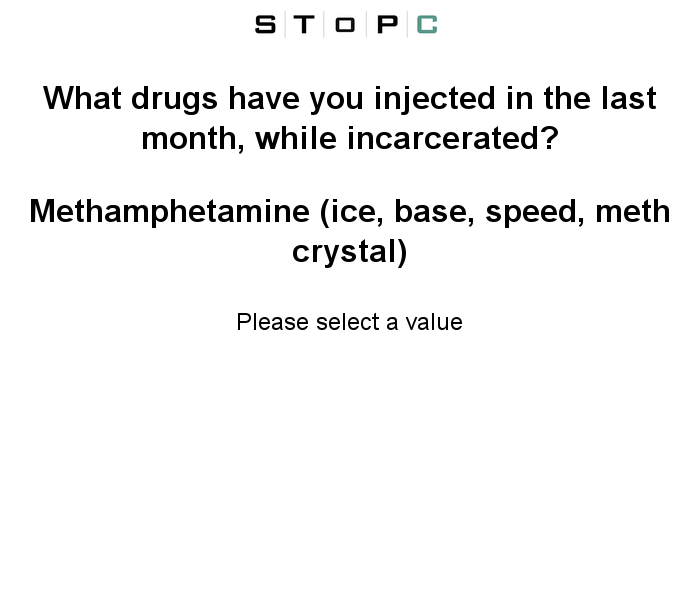 SToPC
What drugs have you injected in the last
month, while incarcerated?
Methamphetamine (ice, base, speed, meth
crystal)
Please select a value